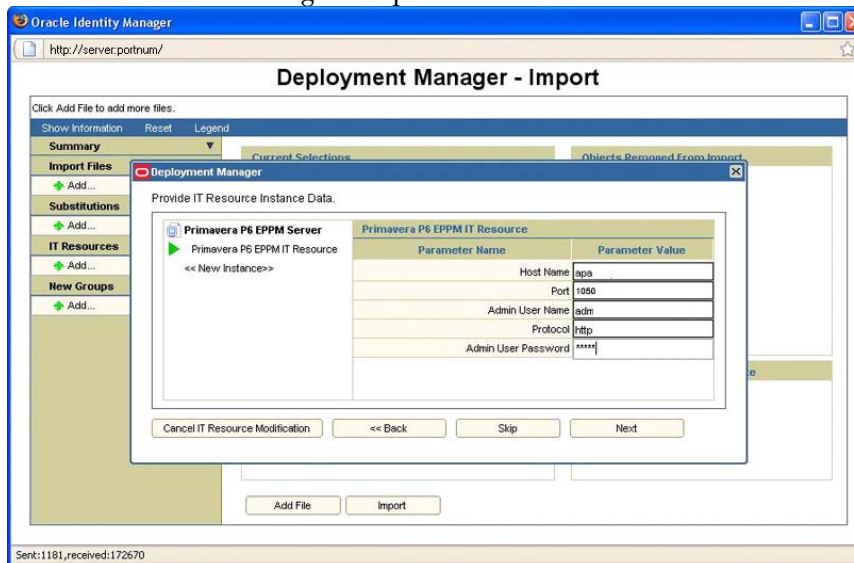 Oracle Identity Manager
http://server:portnum/
Deployment Manager - Import
Click Add File to add more files.
Show Information Reset Legend
Summary
Import Files
Add...
Substitutions
Add...
IT Resources
Add...
New Groups
Add...
Current Selections
Objects Removed From Import
Deployment Manager
Provide IT Resource Instance Data.
Primavera P6 EPPM Server
Primavera P6 EPPM IT Resource
<< New Instance>>
Primavera P6 EPPM IT Resource
Parameter Name Parameter Value
Host Name apa
Port 1050
Admin User Name adm
Protocol http
Admin User Password *****
Cancel IT Resource Modification << Back Skip Next
Add File Import
Sent:1181,received:172670